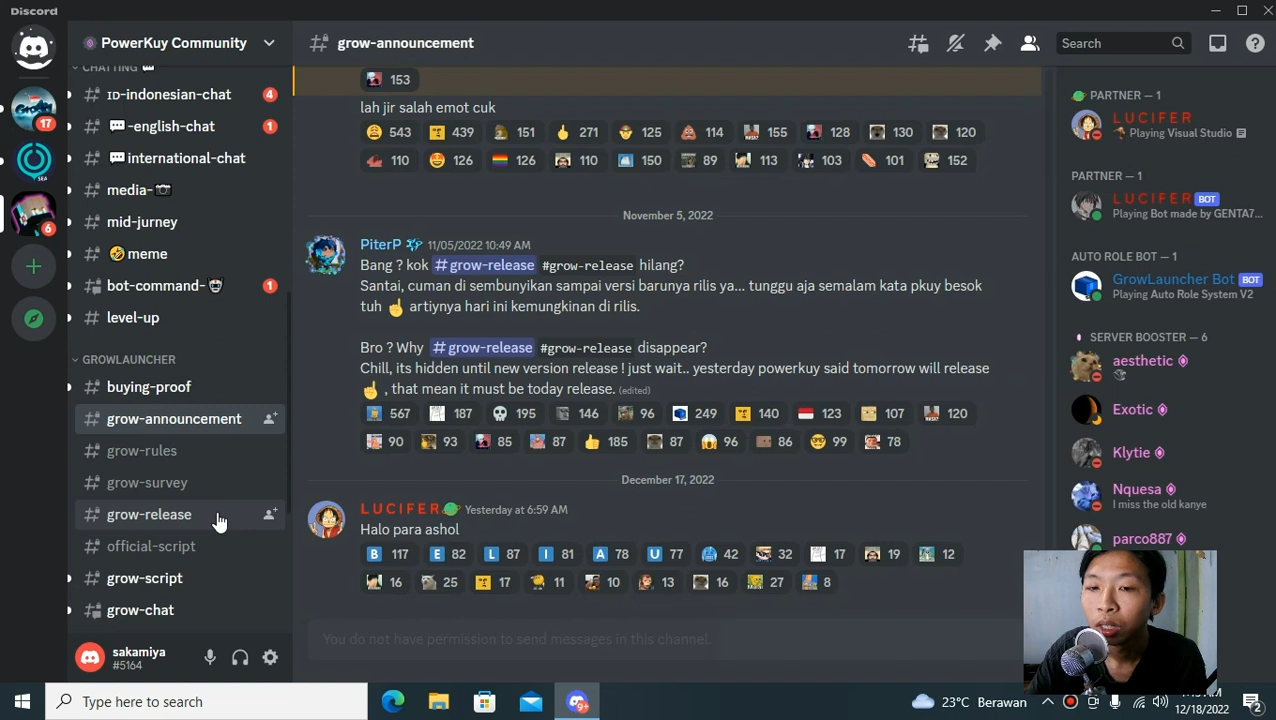 Discord
PowerKuy Community
grow-announcement
Search
CHATTING
ID-indonesian-chat
4
-english-chat
1
international-chat
media-
mid-jurney
meme
bot-command-
1
level-up
GROWLAUNCHER
buying-proof
grow-announcement
grow-rules
grow-survey
grow-release
official-script
grow-script
grow-chat
17
SEA
6
sakamiya
#5164
153
lah jir salah emot cuk
543 439 151 271 125 114 155 128 130 120
110 126 126 110 150 89 113 103 101 152
November 5, 2022
PiterP 11/05/2022 10:49 AM
Bang ? kok #grow-release #grow-release hilang?
Santai, cuman di sembunyikan sampai versi barunya rilis ya... tunggu aja semalam kata pkuy besok
tuh ☝ artiynya hari ini kemungkinan di rilis.
Bro ? Why #grow-release #grow-release disappear?
Chill, its hidden until new version release ! just wait.. yesterday powerkuy said tomorrow will release
☝ , that mean it must be today release. (edited)
567 187 195 146 96 249 140 123 107 120
90 93 85 87 185 87 96 86 99 78
December 17, 2022
LUCIFER Yesterday at 6:59 AM
Halo para ashol
B 117 E 82 L 87 I 81 A 78 U 77 42 32 17 19 12
16 25 17 11 10 13 16 27 8
You do not have permission to send messages in this channel.
PARTNER — 1
LUCIFER
Playing Visual Studio
PARTNER — 1
LUCIFER BOT
Playing Bot made by GENTA7...
AUTO ROLE BOT — 1
GrowLauncher Bot BOT
Playing Auto Role System V2
SERVER BOOSTER — 6
aesthetic
Exotic
Klytie
Nquesa
I miss the old kanye
parco887
Type here to search
9+
23°C Berawan
12/18/2022
2